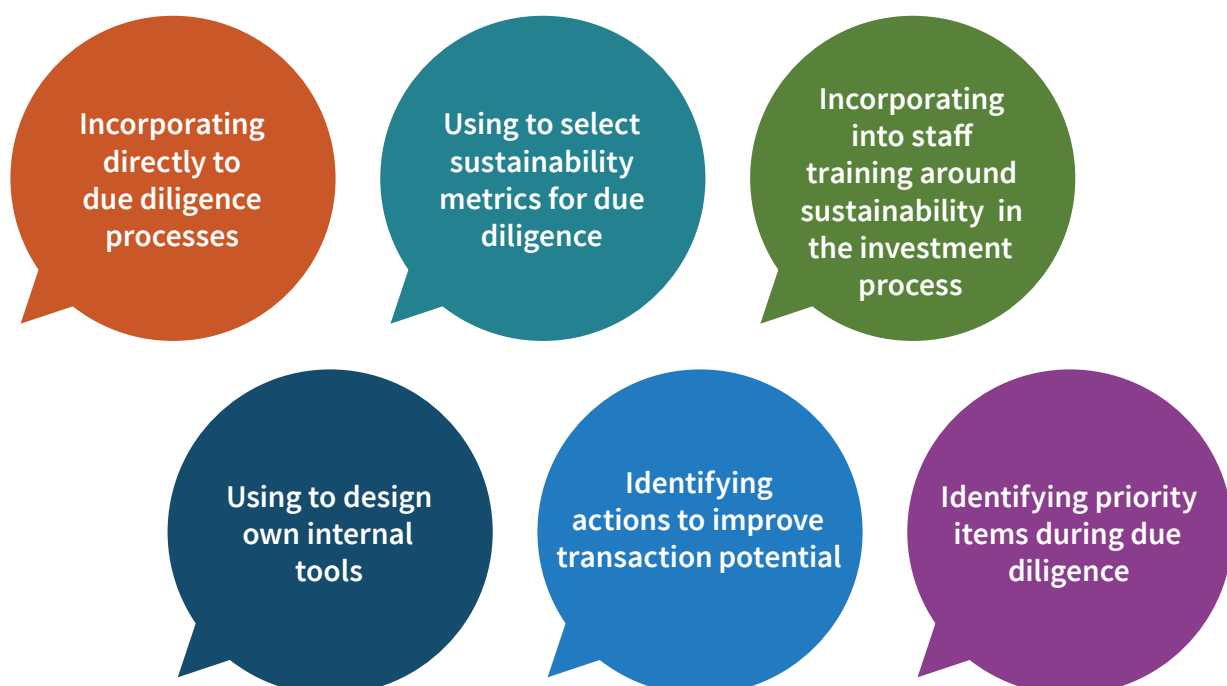 Incorporating
directly to
due diligence
processes
Using to select
sustainability
metrics for due
diligence
Incorporating
into staff
training around
sustainability in
the investment
process
Using to design
own internal
tools
Identifying
actions to improve
transaction potential
Identifying priority
items during due
diligence